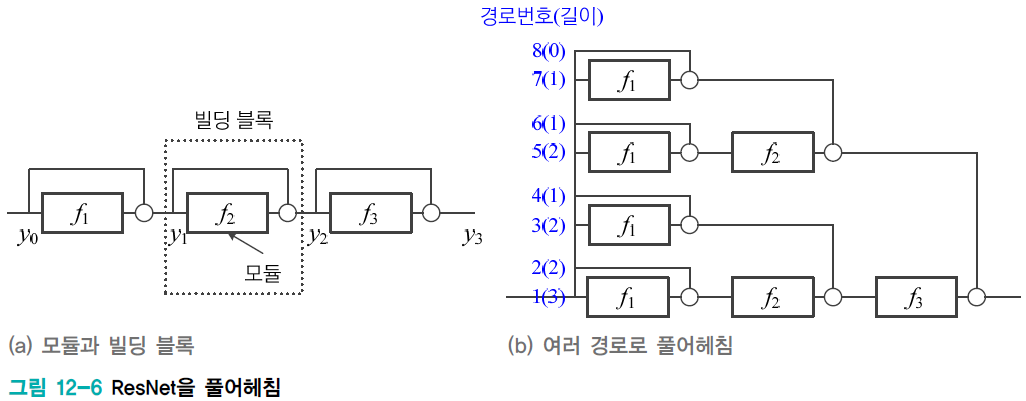 경로번호(길이)
8(0)
7(1)
f1
6(1)
5(2)
f1
f2
4(1)
3(2)
f1
2(2)
1(3)
f1
f2
f3
빌딩 블록
f1
f2
f3
y0
y1
y2
y3
모듈
(a) 모듈과 빌딩 블록
(b) 여러 경로로 풀어헤침
그림 12-6 ResNet을 풀어헤침